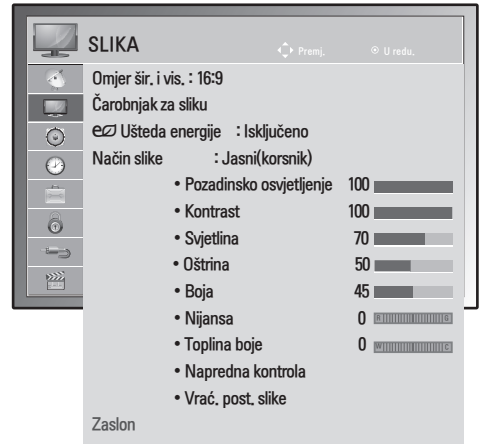 SLIKA
Premj.
U redu.
Omjer šir. i vis. : 16:9
Čarobnjak za sliku
Ušteda energije : Isključeno
Način slike : Jasni(korsnik)
• Pozadinsko osvjetljenje 100
• Kontrast 100
• Svjetlina 70
• Oštrina 50
• Boja 45
• Nijansa 0 R G
• Toplina boje 0 W C
• Napredna kontrola
• Vrać. post. slike
Zaslon